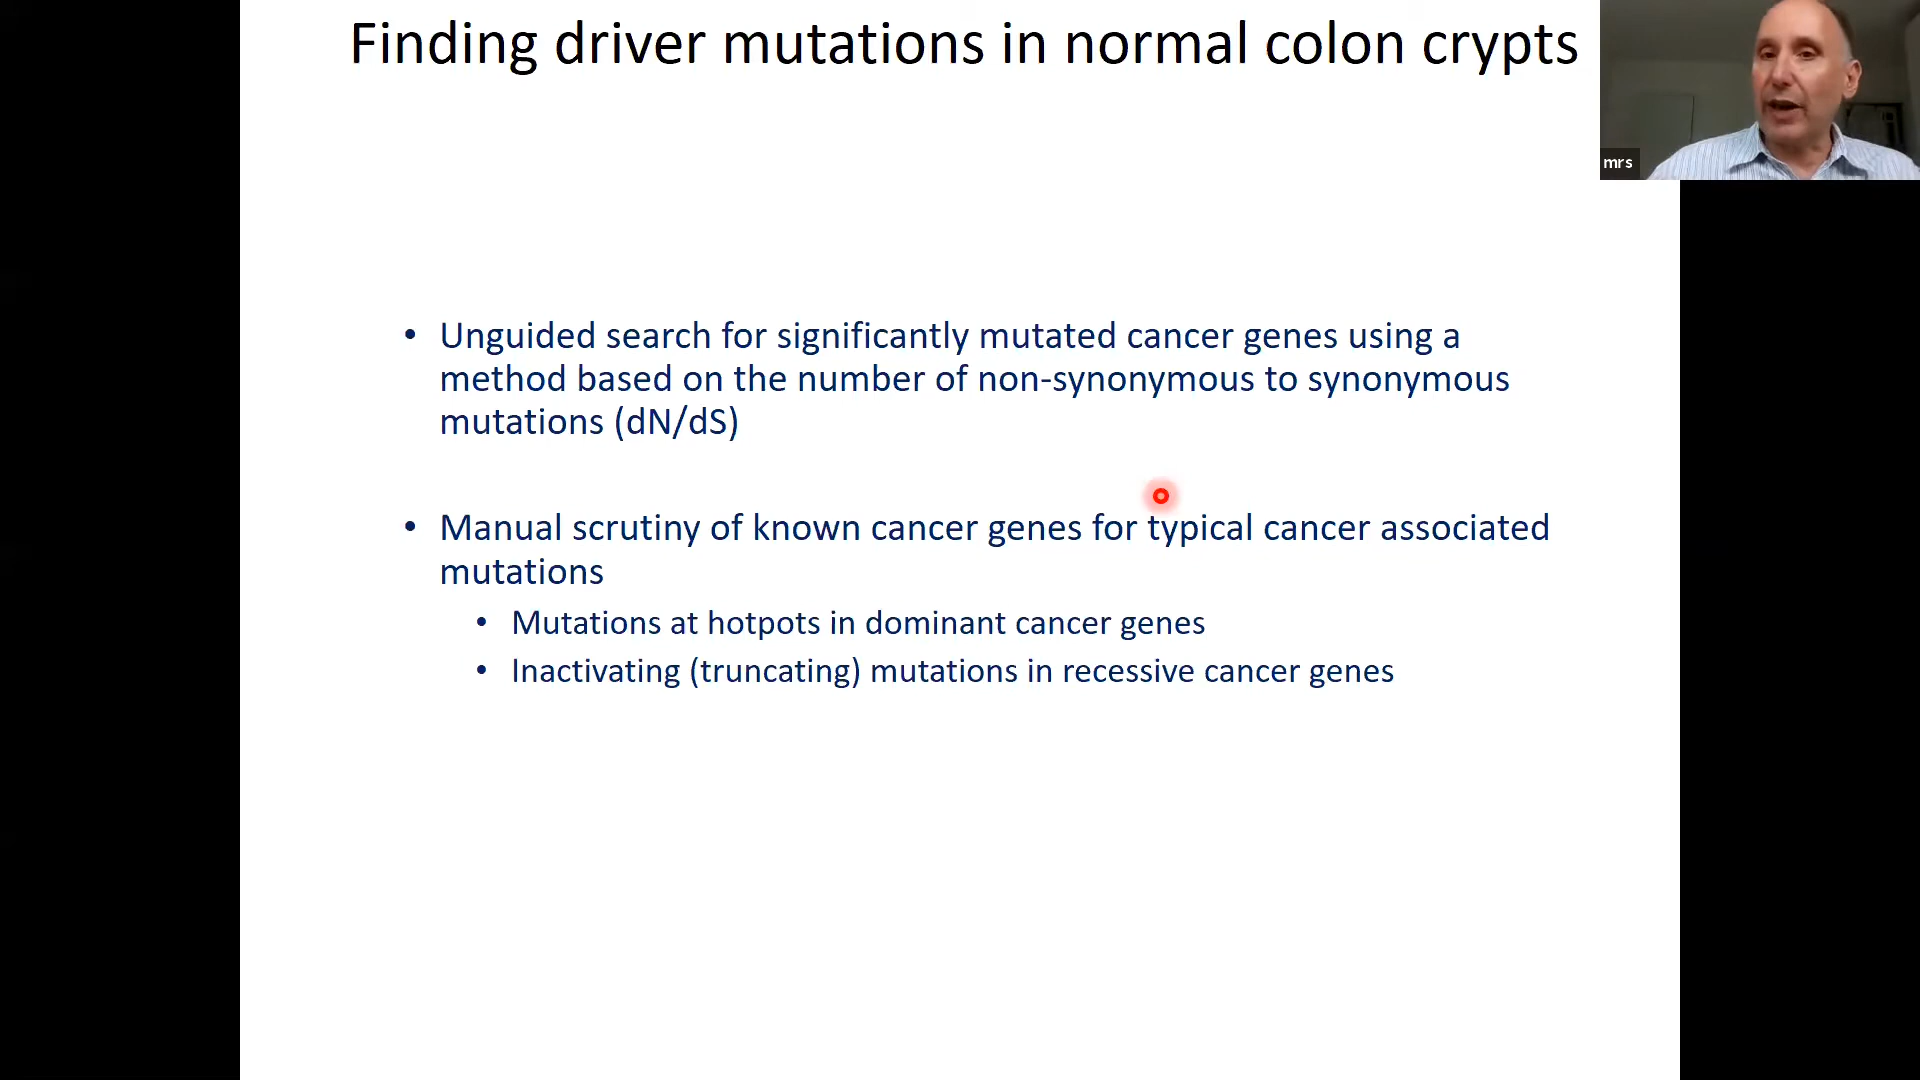 Finding driver mutations in normal colon crypts
mrs
• Unguided search for significantly mutated cancer genes using a
method based on the number of non-synonymous to synonymous
mutations (dN/dS)
• Manual scrutiny of known cancer genes for typical cancer associated
mutations
• Mutations at hotpots in dominant cancer genes
• Inactivating (truncating) mutations in recessive cancer genes